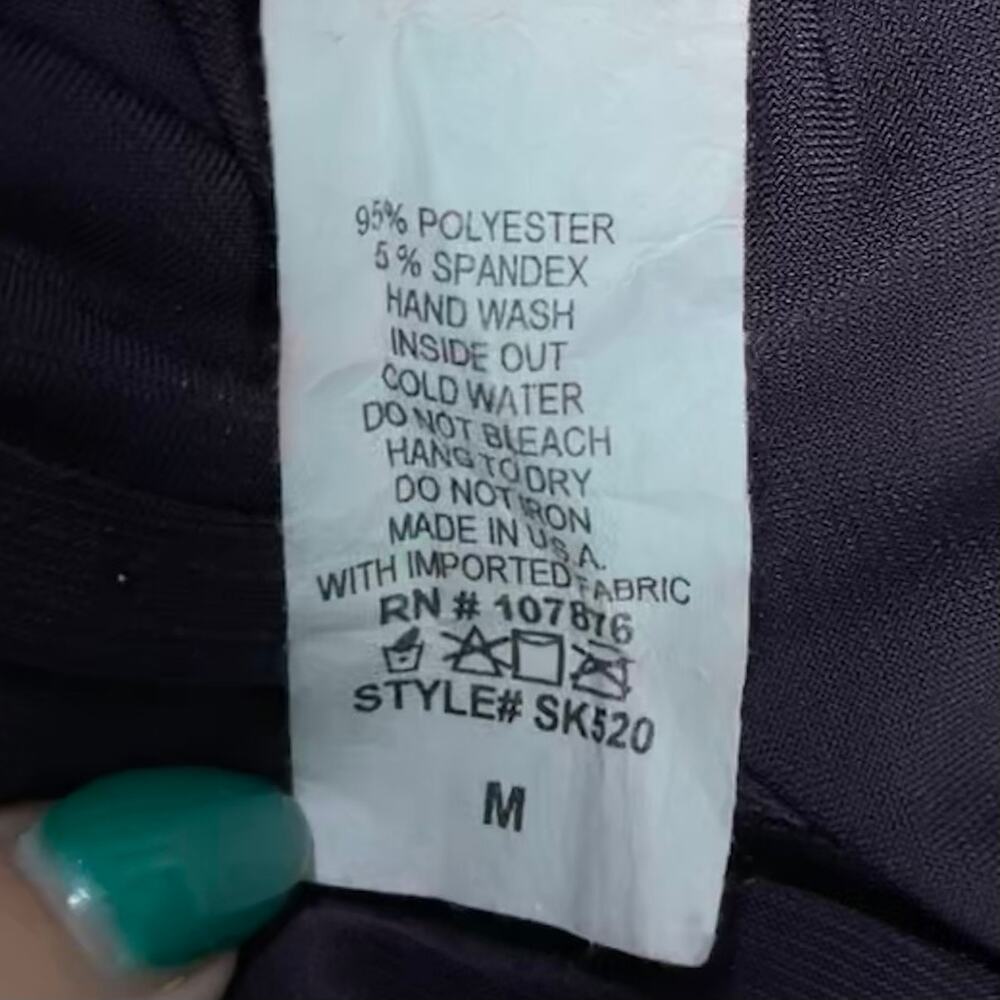 95% POLYESTER
5% SPANDEX
HAND WASH
INSIDE OUT
COLD WATER
DO NOT BLEACH
HANG TO DRY
DO NOT IRON
MADE IN U.S.A.
WITH IMPORTED FABRIC
RN # 107876
STYLE# SK520
M